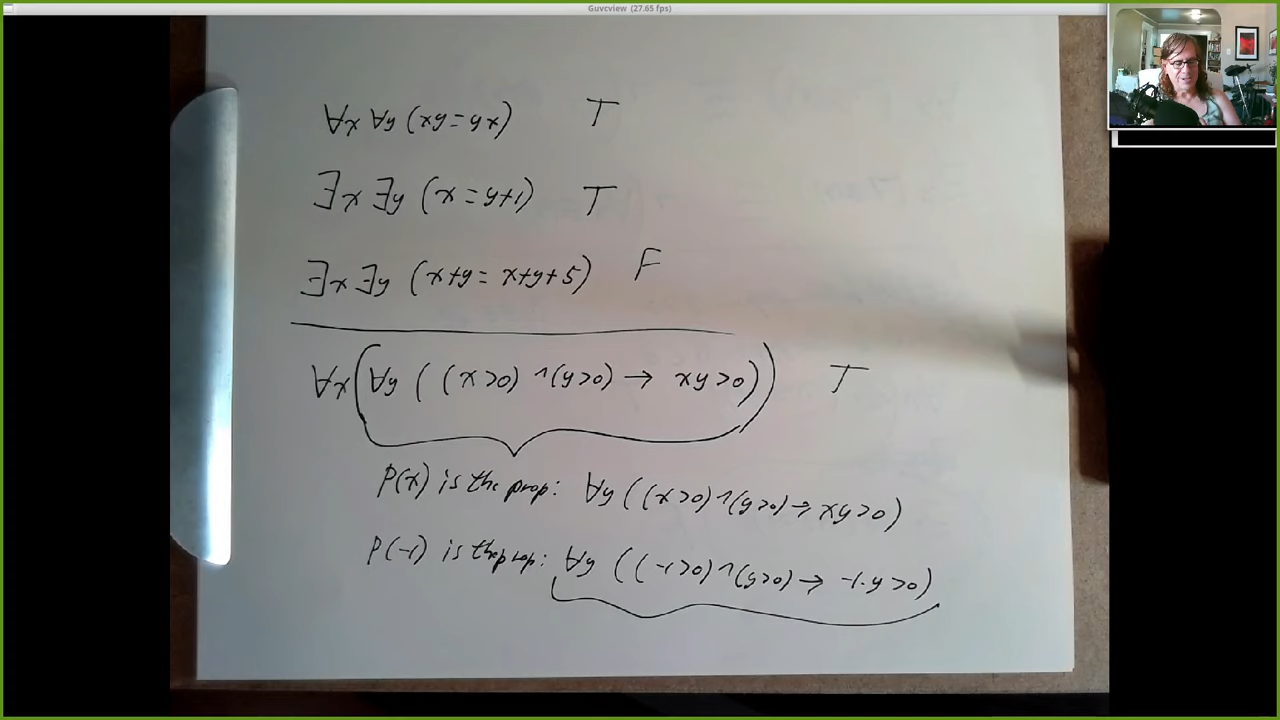 Guvcview (27.65 fps)
∀x ∀y (xy = yx) T
∃x ∃y (x = y+1) T
∃x ∃y (x+y = x+y+5) F
∀x(∀y ((x>0) ^(y>0) → xy>0)) T
P(x) is the prop: ∀y ((x>0)^(y>0)→ xy>0)
P(-1) is the prop: ∀y ((-1>0)^(y>0)→ -1·y>0)